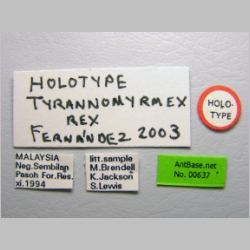 HOLOTYPE
TYRANNOMYRMEX
REX
FERNÁNDEZ 2003
HOLO-
TYPE
MALAYSIA
Neg.Sembilan
Pasoh For.Res.
xi.1994
litt.sample
M.Brendell
K.Jackson
S.Lewis
AntBase.net
No. 00637